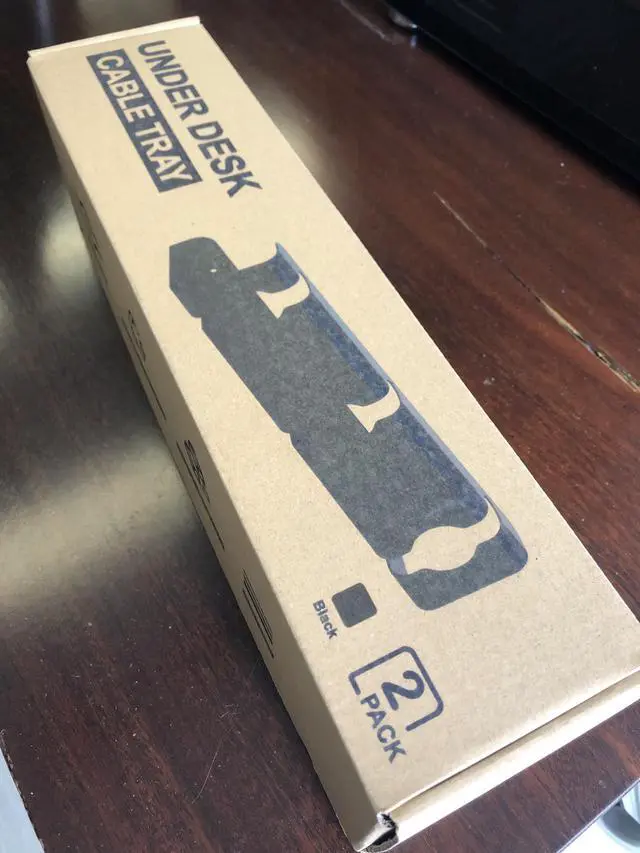 UNDER DESK
CABLE TRAY
Black
2
PACK